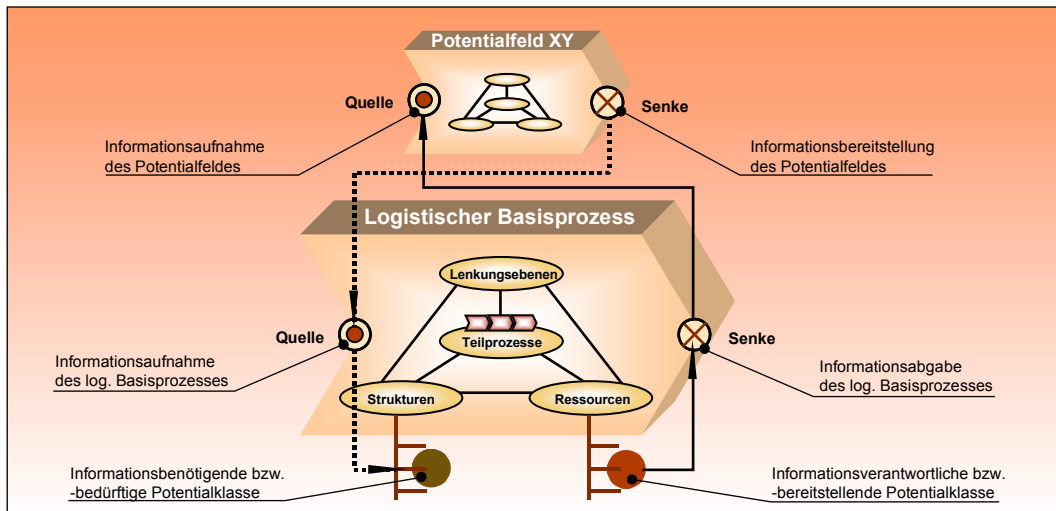 Potentialfeld XY
Quelle
Senke
Informationsaufnahme
des Potentialfeldes
Informationsbereitstellung
des Potentialfeldes
Logistischer Basisprozess
Lenkungsebenen
Teilprozesse
Quelle
Senke
Informationsaufnahme
des log. Basisprozesses
Informationsabgabe
des log. Basisprozesses
Strukturen
Ressourcen
Informationsbenötigende bzw.
-bedürftige Potentialklasse
Informationsverantwortliche bzw.
-bereitstellende Potentialklasse